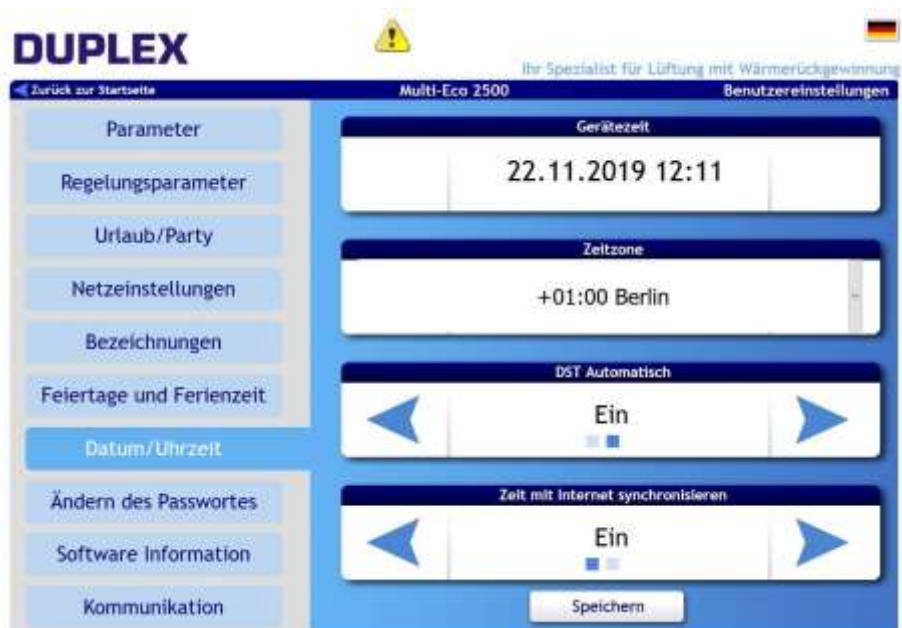 DUPLEX
Ihr Spezialist für Lüftung mit Wärmerückgewinnung
Zurück zur Startseite
Multi-Eco 2500
Benutzereinstellungen
Parameter
Regelungsparameter
Urlaub/Party
Netzeinstellungen
Bezeichnungen
Feiertage und Ferienzeit
Datum/Uhrzeit
Ändern des Passwortes
Software Information
Kommunikation
Gerätezeit
22.11.2019 12:11
Zeitzone
+01:00 Berlin
DST Automatisch
Ein
Zeit mit Internet synchronisieren
Ein
Speichern